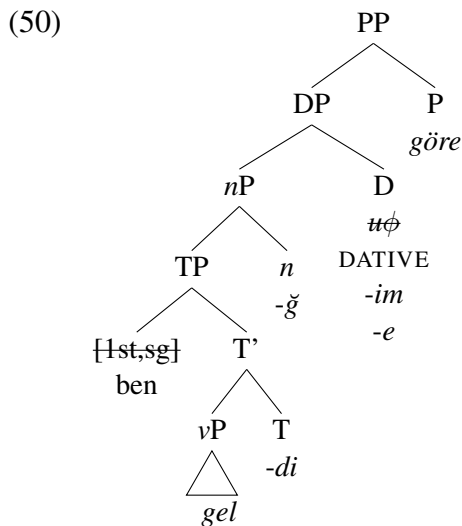 (50)
PP
DP P
göre
nP D
uϕ
TP n DATIVE
-ğ -im
[1st,sg] T' -e
ben
vP T
-di
gel